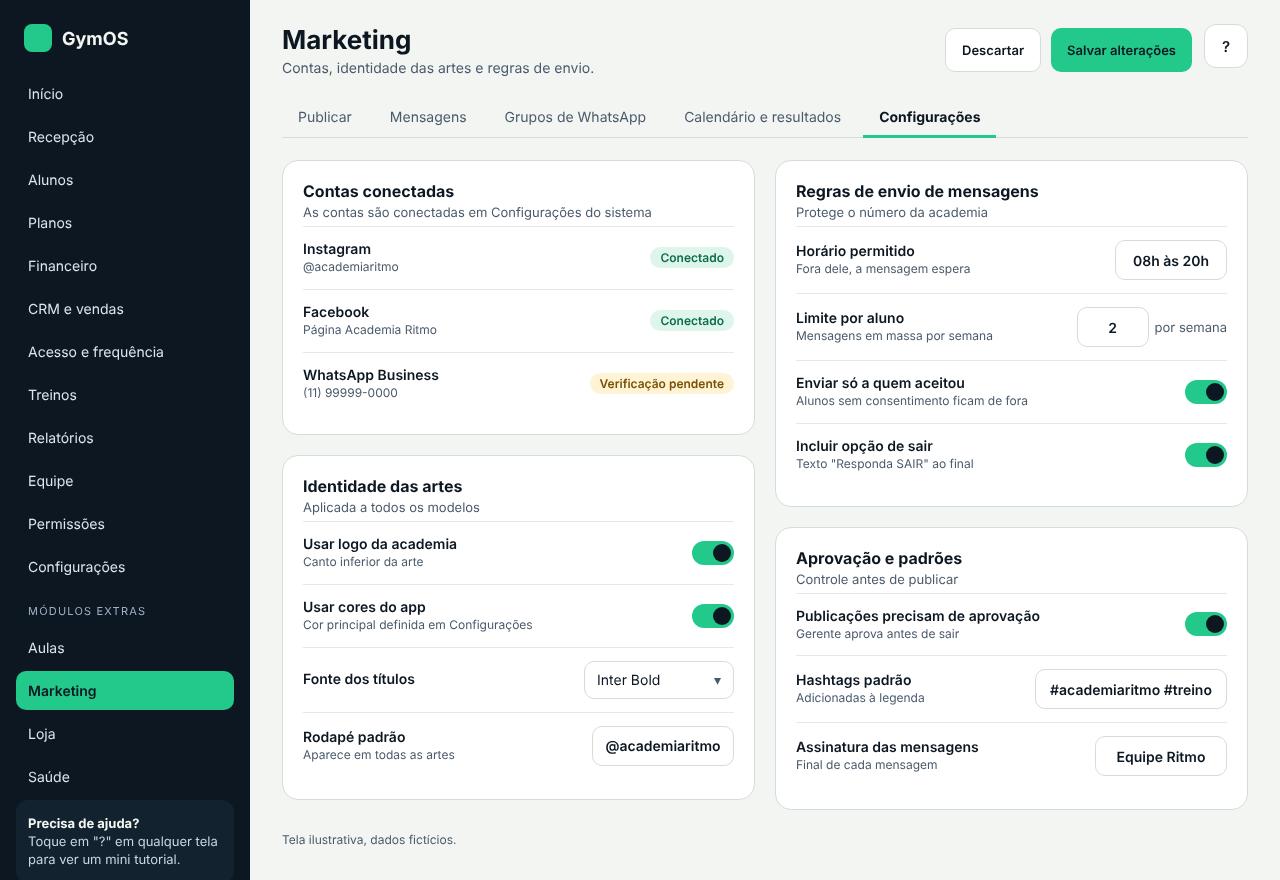 GymOS
Início
Recepção
Alunos
Planos
Financeiro
CRM e vendas
Acesso e frequência
Treinos
Relatórios
Equipe
Permissões
Configurações
MÓDULOS EXTRAS
Aulas
Marketing
Loja
Saúde
Precisa de ajuda?
Toque em "?" em qualquer tela
para ver um mini tutorial.
Marketing
Contas, identidade das artes e regras de envio.
Descartar
Salvar alterações
?
Publicar
Mensagens
Grupos de WhatsApp
Calendário e resultados
Configurações
Contas conectadas
As contas são conectadas em Configurações do sistema
Instagram
@academiaritmo
Conectado
Facebook
Página Academia Ritmo
Conectado
WhatsApp Business
(11) 99999-0000
Verificação pendente
Identidade das artes
Aplicada a todos os modelos
Usar logo da academia
Canto inferior da arte
Usar cores do app
Cor principal definida em Configurações
Fonte dos títulos
Inter Bold
Rodapé padrão
Aparece em todas as artes
@academiaritmo
Regras de envio de mensagens
Protege o número da academia
Horário permitido
Fora dele, a mensagem espera
08h às 20h
Limite por aluno
Mensagens em massa por semana
2 por semana
Enviar só a quem aceitou
Alunos sem consentimento ficam de fora
Incluir opção de sair
Texto "Responda SAIR" ao final
Aprovação e padrões
Controle antes de publicar
Publicações precisam de aprovação
Gerente aprova antes de sair
Hashtags padrão
Adicionadas à legenda
#academiaritmo #treino
Assinatura das mensagens
Final de cada mensagem
Equipe Ritmo
Tela ilustrativa, dados fictícios.